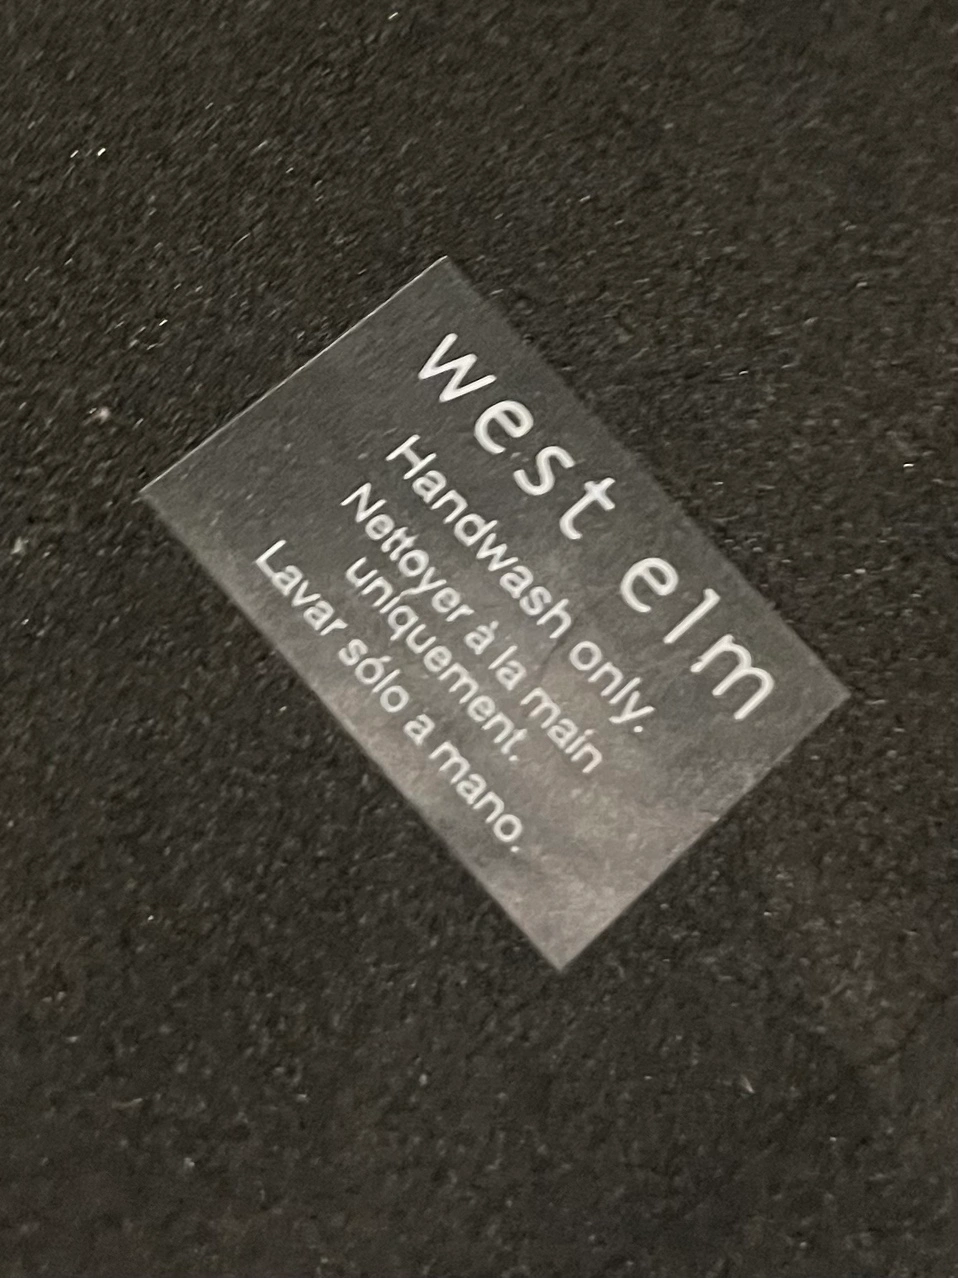 west elm
Handwash only.
Nettoyer à la main
uniquement.
Lavar sólo a mano.